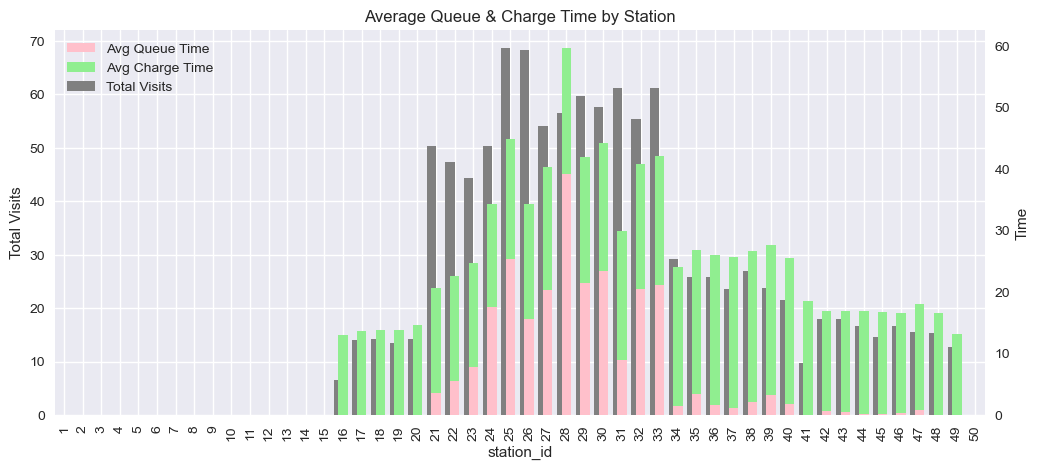 Average Queue & Charge Time by Station
Avg Queue Time
Avg Charge Time
Total Visits
70
60
50
40
30
20
10
0
Total Visits
60
50
40
30
20
10
0
Time
1 2 3 4 5 6 7 8 9 10 11 12 13 14 15 16 17 18 19 20 21 22 23 24 25 26 27 28 29 30 31 32 33 34 35 36 37 38 39 40 41 42 43 44 45 46 47 48 49 50
station_id